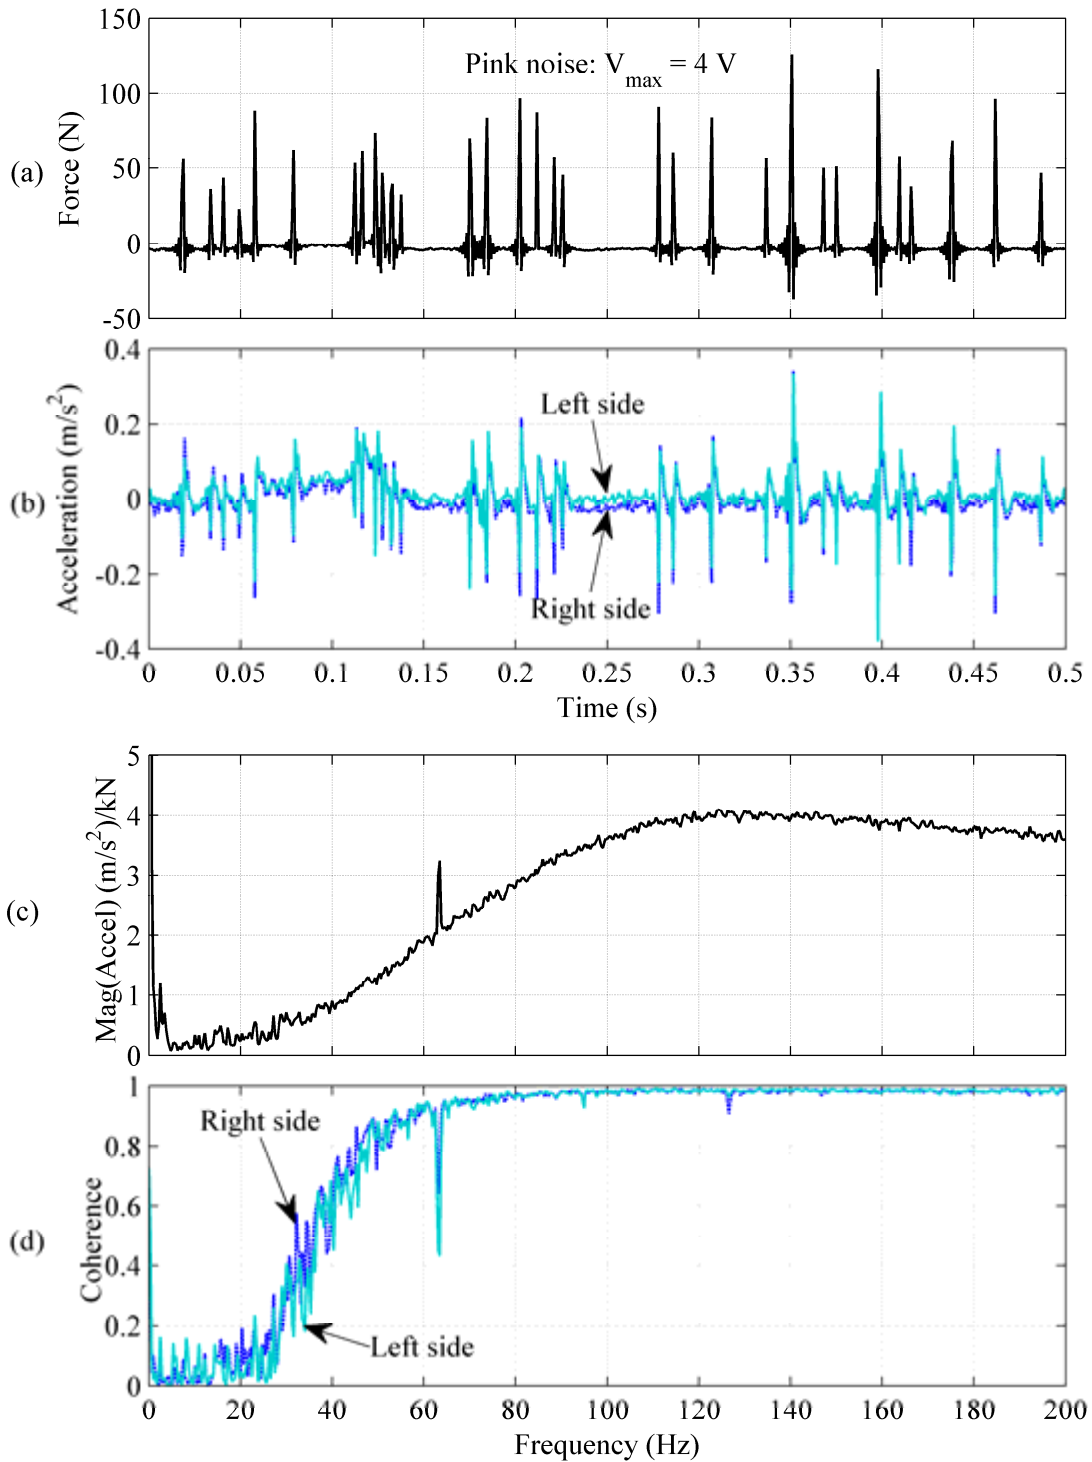 150
Pink noise: Vmax = 4 V
100
(a)
Force (N)
50
0
-50
0.4
Left side
0.2
(b)
Acceleration (m/s2)
0
-0.2
Right side
-0.4
0 0.05 0.1 0.15 0.2 0.25 0.3 0.35 0.4 0.45 0.5
Time (s)
5
4
3
(c)
Mag(Accel) (m/s2)/kN
2
1
0
1
Right side
0.8
0.6
(d)
Coherence
0.4
0.2
Left side
0
0 20 40 60 80 100 120 140 160 180 200
Frequency (Hz)